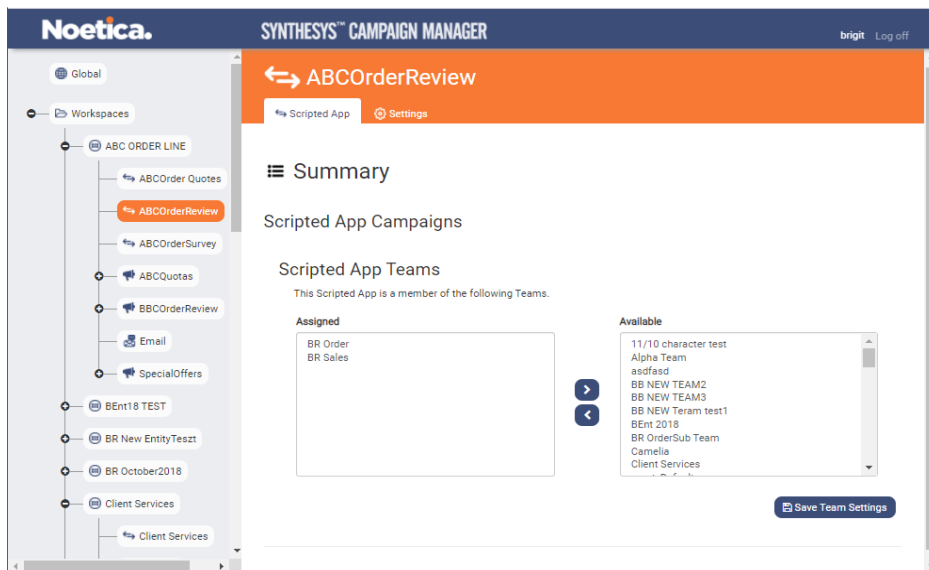 Noetica.
SYNTHESYS™ CAMPAIGN MANAGER
brigit Log off
Global
Workspaces
ABC ORDER LINE
ABCOrder Quotes
ABCOrderReview
ABCOrderSurvey
ABCQuotas
BBCOrderReview
Email
SpecialOffers
BEnt18 TEST
BR New EntityTeszt
BR October2018
Client Services
Client Services
ABCOrderReview
Scripted App
Settings
Summary
Scripted App Campaigns
Scripted App Teams
This Scripted App is a member of the following Teams.
Assigned
BR Order
BR Sales
Available
11/10 character test
Alpha Team
asdfasd
BB NEW TEAM2
BB NEW TEAM3
BB NEW Teram test1
BEnt 2018
BR OrderSub Team
Camelia
Client Services
Save Team Settings